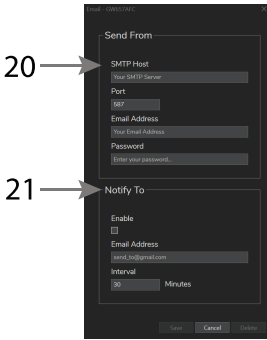 Email - GW657AFC
Send From
20
SMTP Host
Your SMTP Server
Port
587
Email Address
Your Email Address
Password
Enter your password...
21
Notify To
Enable
Email Address
send_to@gmail.com
Interval
30 Minutes
Save Cancel Delete